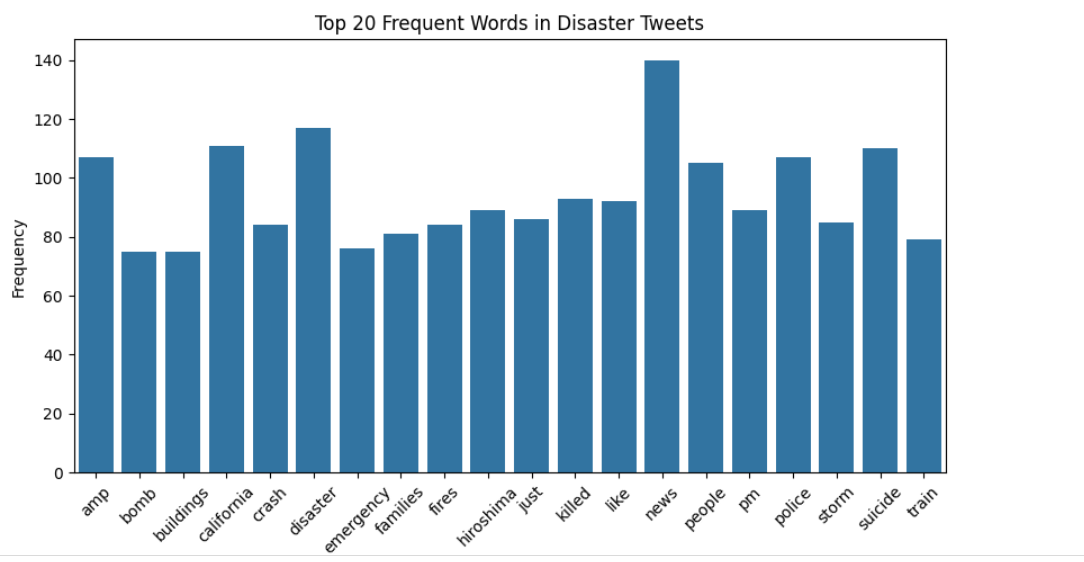 Top 20 Frequent Words in Disaster Tweets
140
120
100
80
60
40
20
0
Frequency
amp
bomb
buildings
california
crash
disaster
emergency
families
fires
hiroshima
just
killed
like
news
people
pm
police
storm
suicide
train